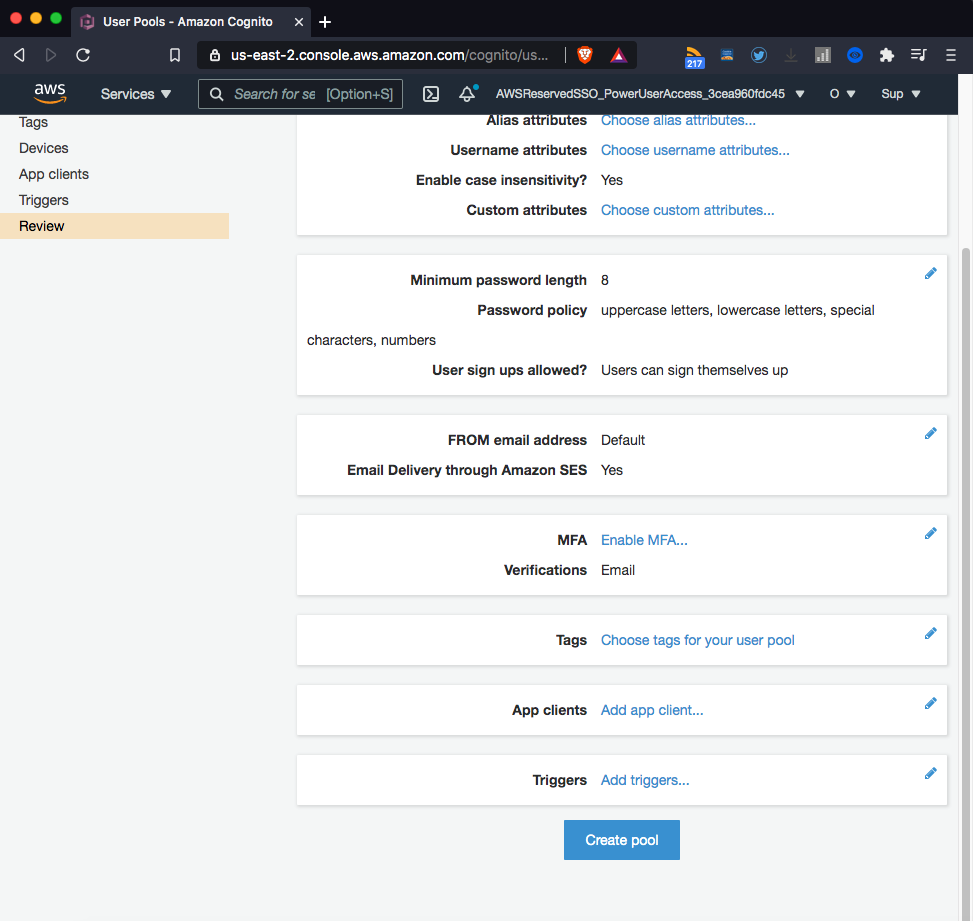 User Pools - Amazon Cognito
us-east-2.console.aws.amazon.com/cognito/us...
217
aws
Services
Search for se [Option+S]
AWSReservedSSO_PowerUserAccess_3cea960fdc45
O
Sup
Tags
Devices
App clients
Triggers
Review
Alias attributes Choose alias attributes...
Username attributes Choose username attributes...
Enable case insensitivity? Yes
Custom attributes Choose custom attributes...
Minimum password length 8
Password policy uppercase letters, lowercase letters, special
characters, numbers
User sign ups allowed? Users can sign themselves up
FROM email address Default
Email Delivery through Amazon SES Yes
MFA Enable MFA...
Verifications Email
Tags Choose tags for your user pool
App clients Add app client...
Triggers Add triggers...
Create pool